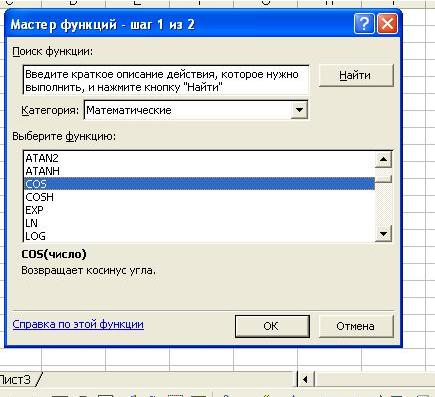 Мастер функций - шаг 1 из 2
Поиск функции:
Введите краткое описание действия, которое нужно
выполнить, и нажмите кнопку "Найти"
Найти
Категория: Математические
Выберите функцию:
ATAN2
ATANH
COS
COSH
EXP
LN
LOG
COS(число)
Возвращает косинус угла.
Справка по этой функции
ОК
Отмена
Лист3